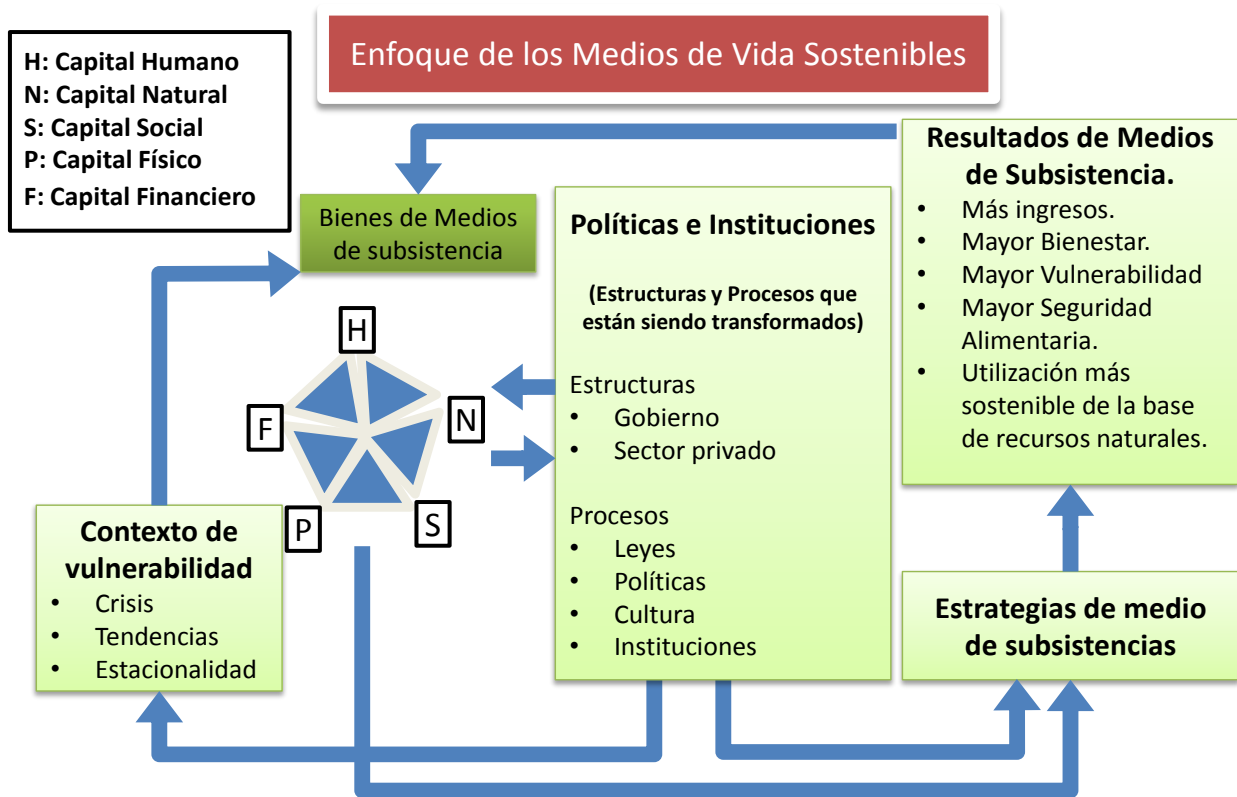 Enfoque de los Medios de Vida Sostenibles
H: Capital Humano
N: Capital Natural
S: Capital Social
P: Capital Físico
F: Capital Financiero
Bienes de Medios
de subsistencia
H
F
N
P
S
Contexto de
vulnerabilidad
• Crisis
• Tendencias
• Estacionalidad
Políticas e Instituciones
(Estructuras y Procesos que
están siendo transformados)
Estructuras
• Gobierno
• Sector privado
Procesos
• Leyes
• Políticas
• Cultura
• Instituciones
Resultados de Medios
de Subsistencia.
• Más ingresos.
• Mayor Bienestar.
• Mayor Vulnerabilidad
• Mayor Seguridad
Alimentaria.
• Utilización más
sostenible de la base
de recursos naturales.
Estrategias de medio
de subsistencias